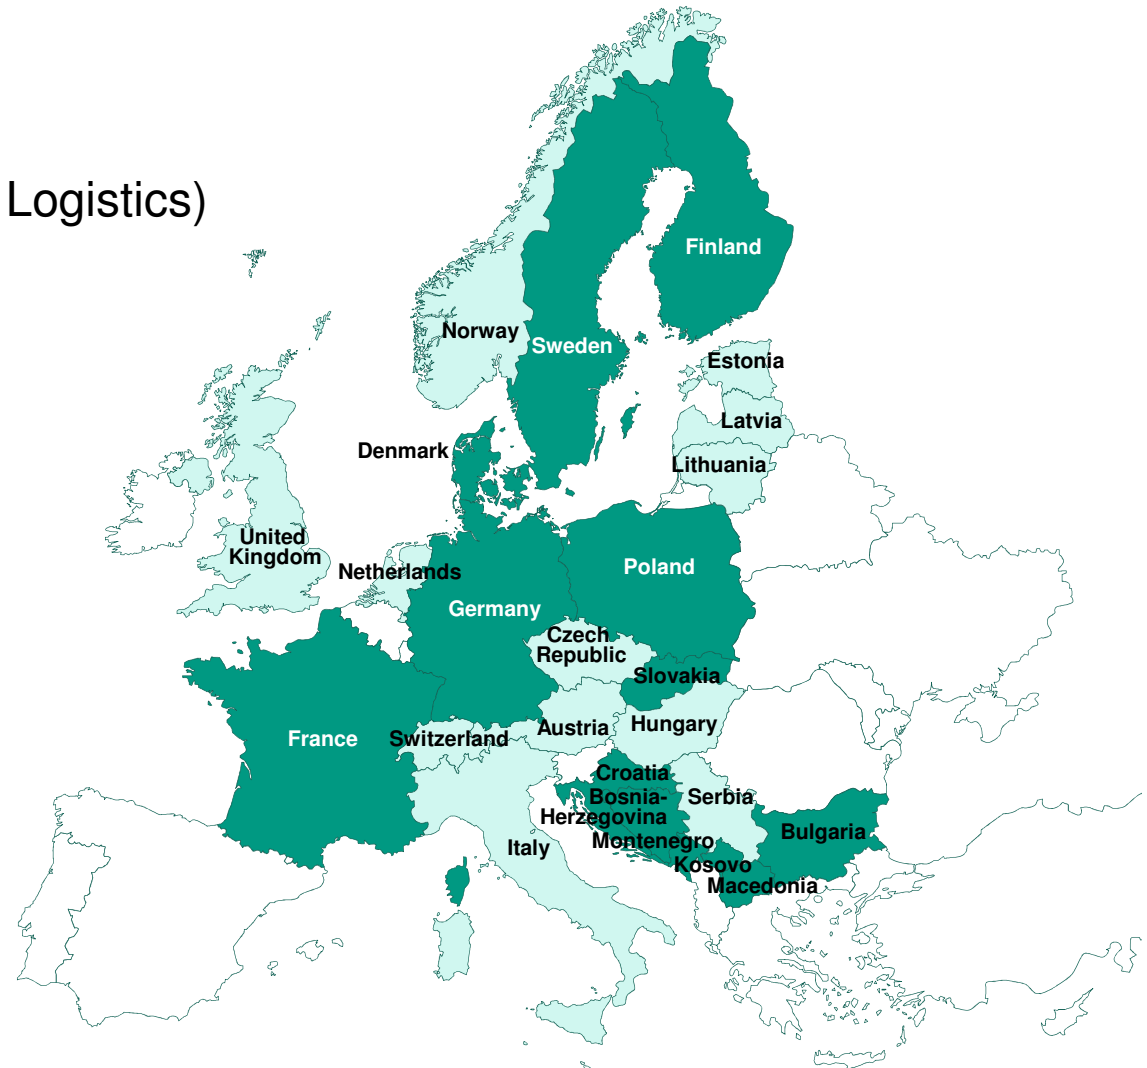 Logistics)
Finland
Norway
Sweden
Estonia
Latvia
Denmark
Lithuania
United
Kingdom
Netherlands
Poland
Germany
Czech
Republic
Slovakia
Hungary
Austria
France
Switzerland
Croatia
Bosnia-
Herzegovina
Serbia
Bulgaria
Montenegro
Italy
Kosovo
Macedonia